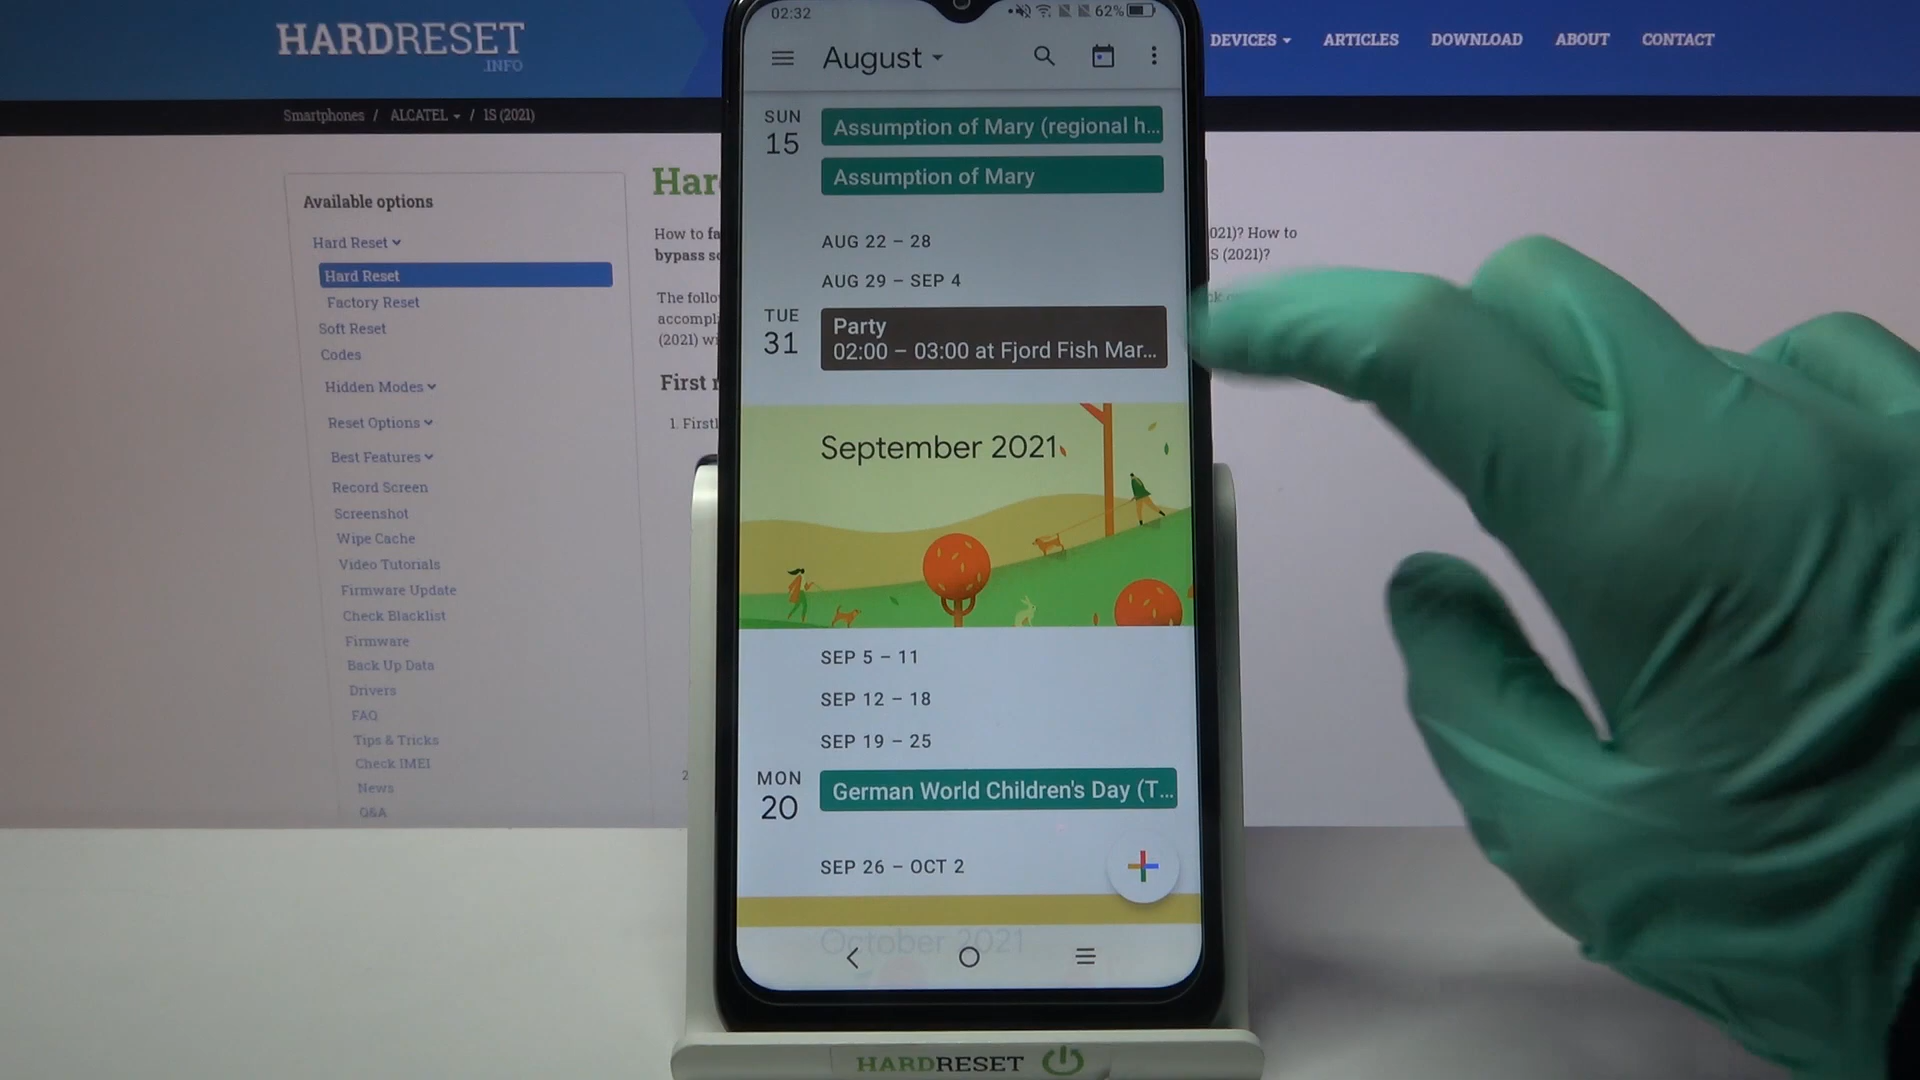 HARDRESET
.INFO
DEVICES
ARTICLES
DOWNLOAD
ABOUT
CONTACT
Smartphones / ALCATEL / 1S (2021)
Available options
Hard Reset
Hard Reset
Factory Reset
Soft Reset
Codes
Hidden Modes
Reset Options
Best Features
Record Screen
Screenshot
Wipe Cache
Video Tutorials
Firmware Update
Check Blacklist
Firmware
Back Up Data
Drivers
FAQ
Tips & Tricks
Check IMEI
News
Q&A
Har
How to fa
bypass sc
The follo
accompl
(2021) wi
First r
1. Firstl
2
021)? How to
S (2021)?
02:32
62%
August
SUN
15
Assumption of Mary (regional h...
Assumption of Mary
AUG 22 – 28
AUG 29 – SEP 4
TUE
31
Party
02:00 – 03:00 at Fjord Fish Mar...
September 2021
SEP 5 – 11
SEP 12 – 18
SEP 19 – 25
MON
20
German World Children's Day (T...
SEP 26 – OCT 2
October 2021
HARDRESET